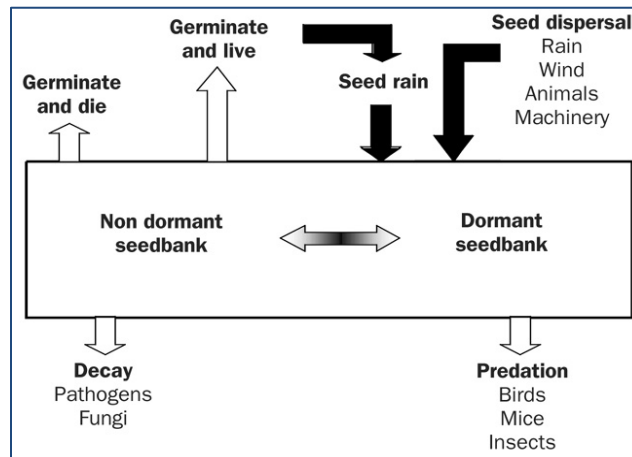 Germinate
and die
Germinate
and live
Seed rain
Seed dispersal
Rain
Wind
Animals
Machinery
Non dormant
seedbank
Dormant
seedbank
Decay
Pathogens
Fungi
Predation
Birds
Mice
Insects